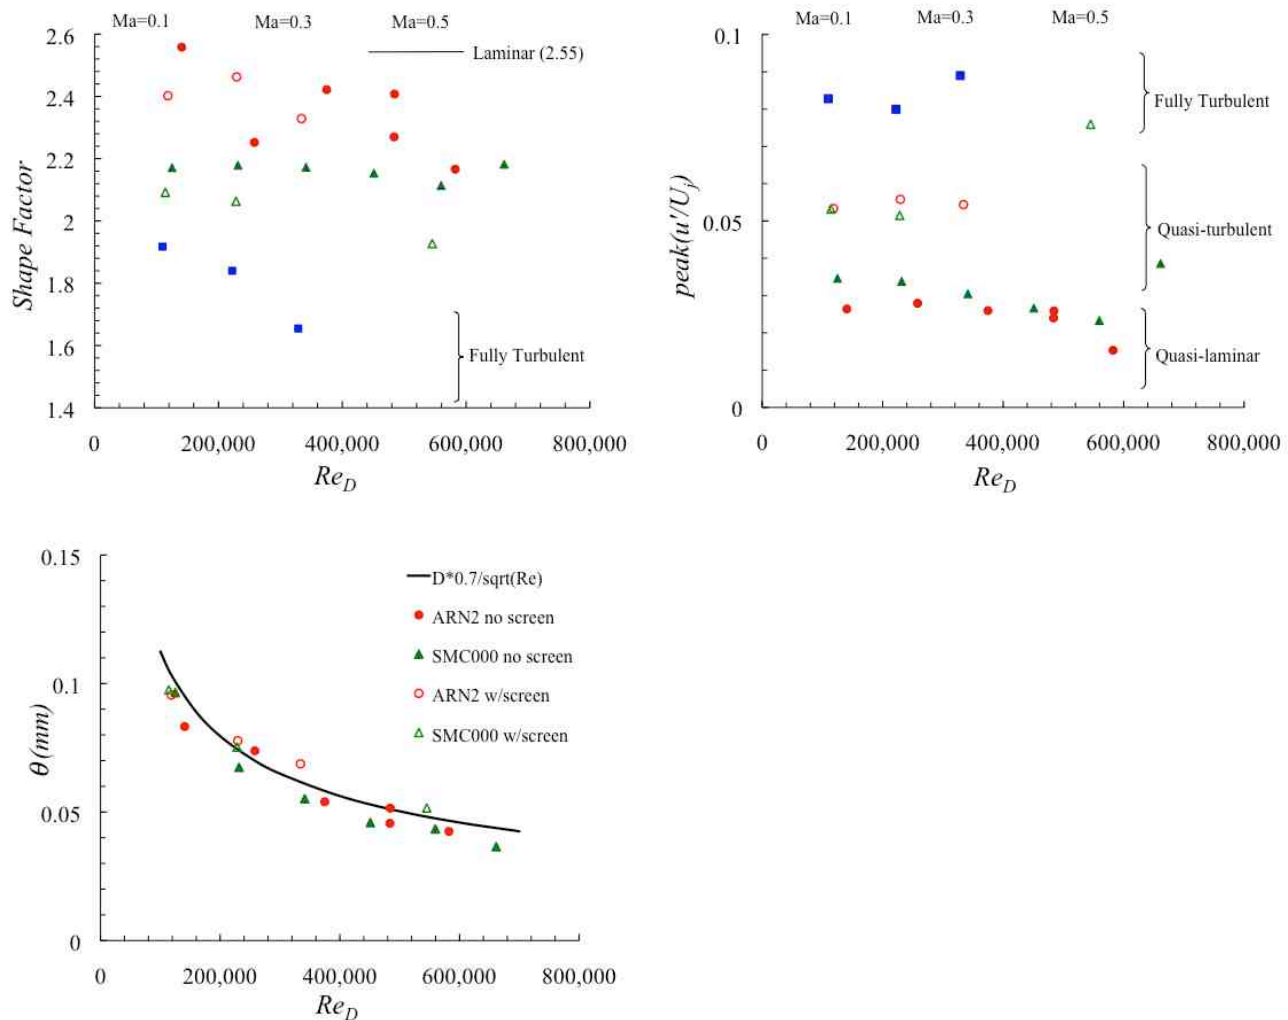 Ma=0.1 Ma=0.3 Ma=0.5
2.6
2.4
2.2
2
1.8
1.6
1.4
Shape Factor
Laminar (2.55)
Fully Turbulent
0 200,000 400,000 600,000 800,000
Re_D
Ma=0.1 Ma=0.3 Ma=0.5
0.1
0.05
0
peak(u'/U_j)
Fully Turbulent
Quasi-turbulent
Quasi-laminar
0 200,000 400,000 600,000 800,000
Re_D
0.15
0.1
0.05
0
θ(mm)
D*0.7/sqrt(Re)
ARN2 no screen
SMC000 no screen
ARN2 w/screen
SMC000 w/screen
0 200,000 400,000 600,000 800,000
Re_D